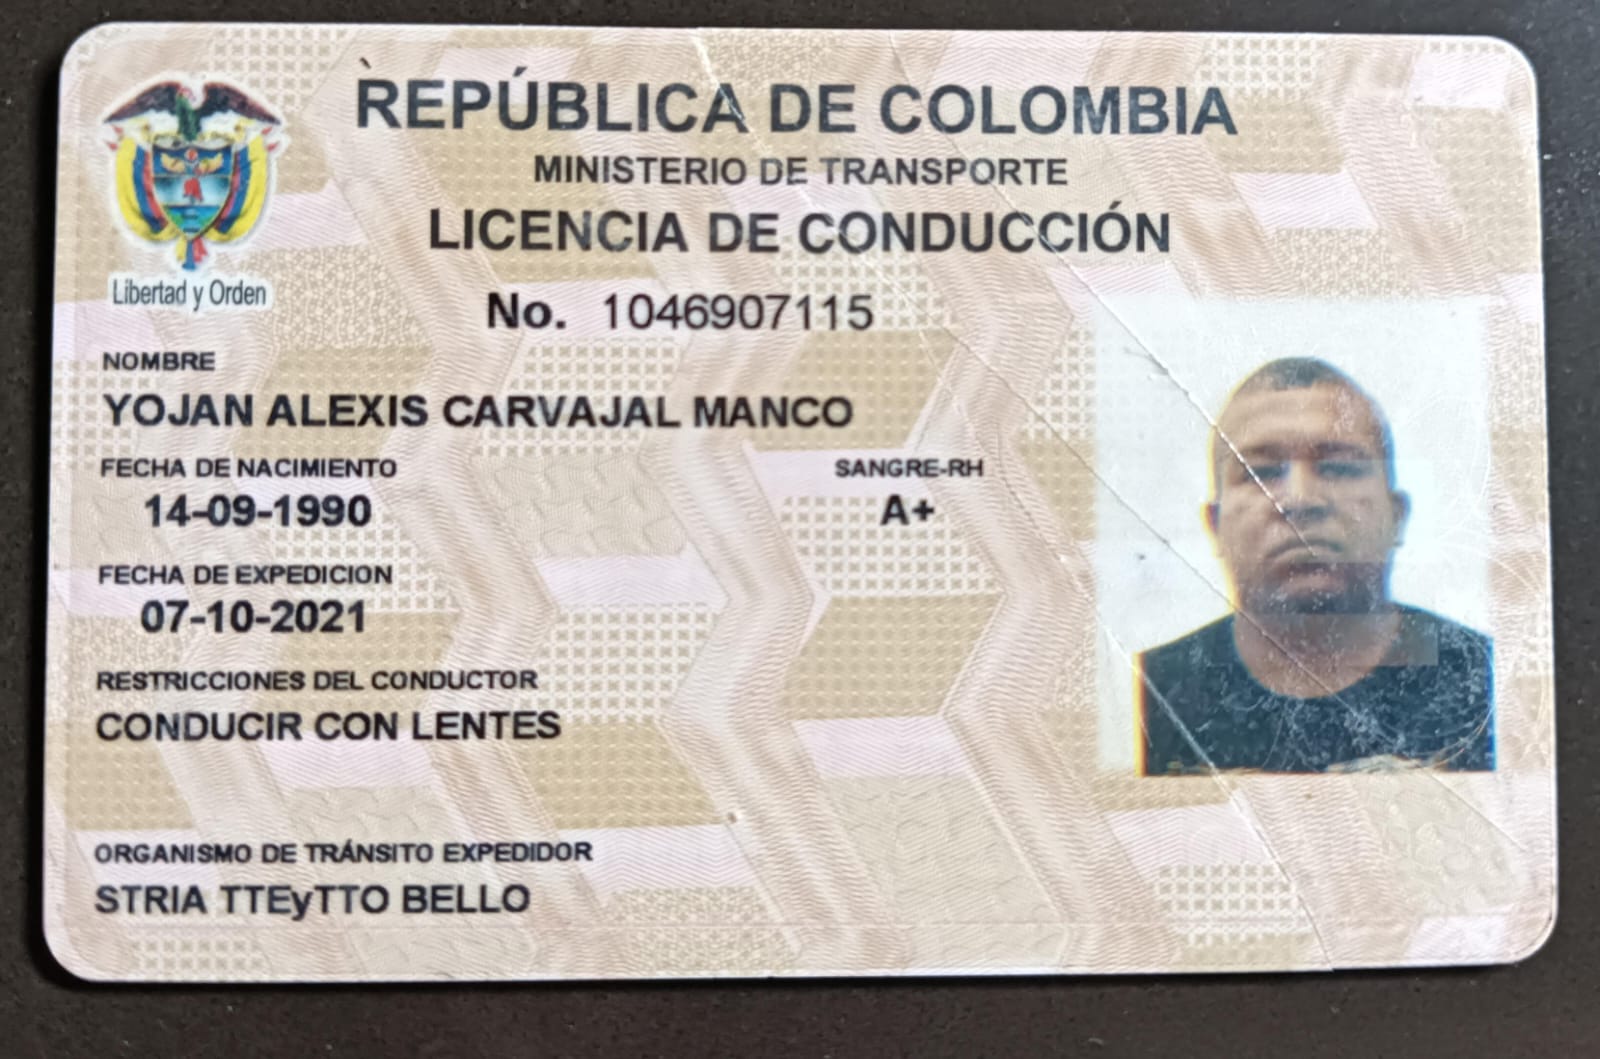 REPÚBLICA DE COLOMBIA
MINISTERIO DE TRANSPORTE
LICENCIA DE CONDUCCIÓN
Libertad y Orden
No. 1046907115
NOMBRE
YOJAN ALEXIS CARVAJAL MANCO
FECHA DE NACIMIENTO SANGRE-RH
14-09-1990 A+
FECHA DE EXPEDICION
07-10-2021
RESTRICCIONES DEL CONDUCTOR
CONDUCIR CON LENTES
ORGANISMO DE TRÁNSITO EXPEDIDOR
STRIA TTEyTTO BELLO